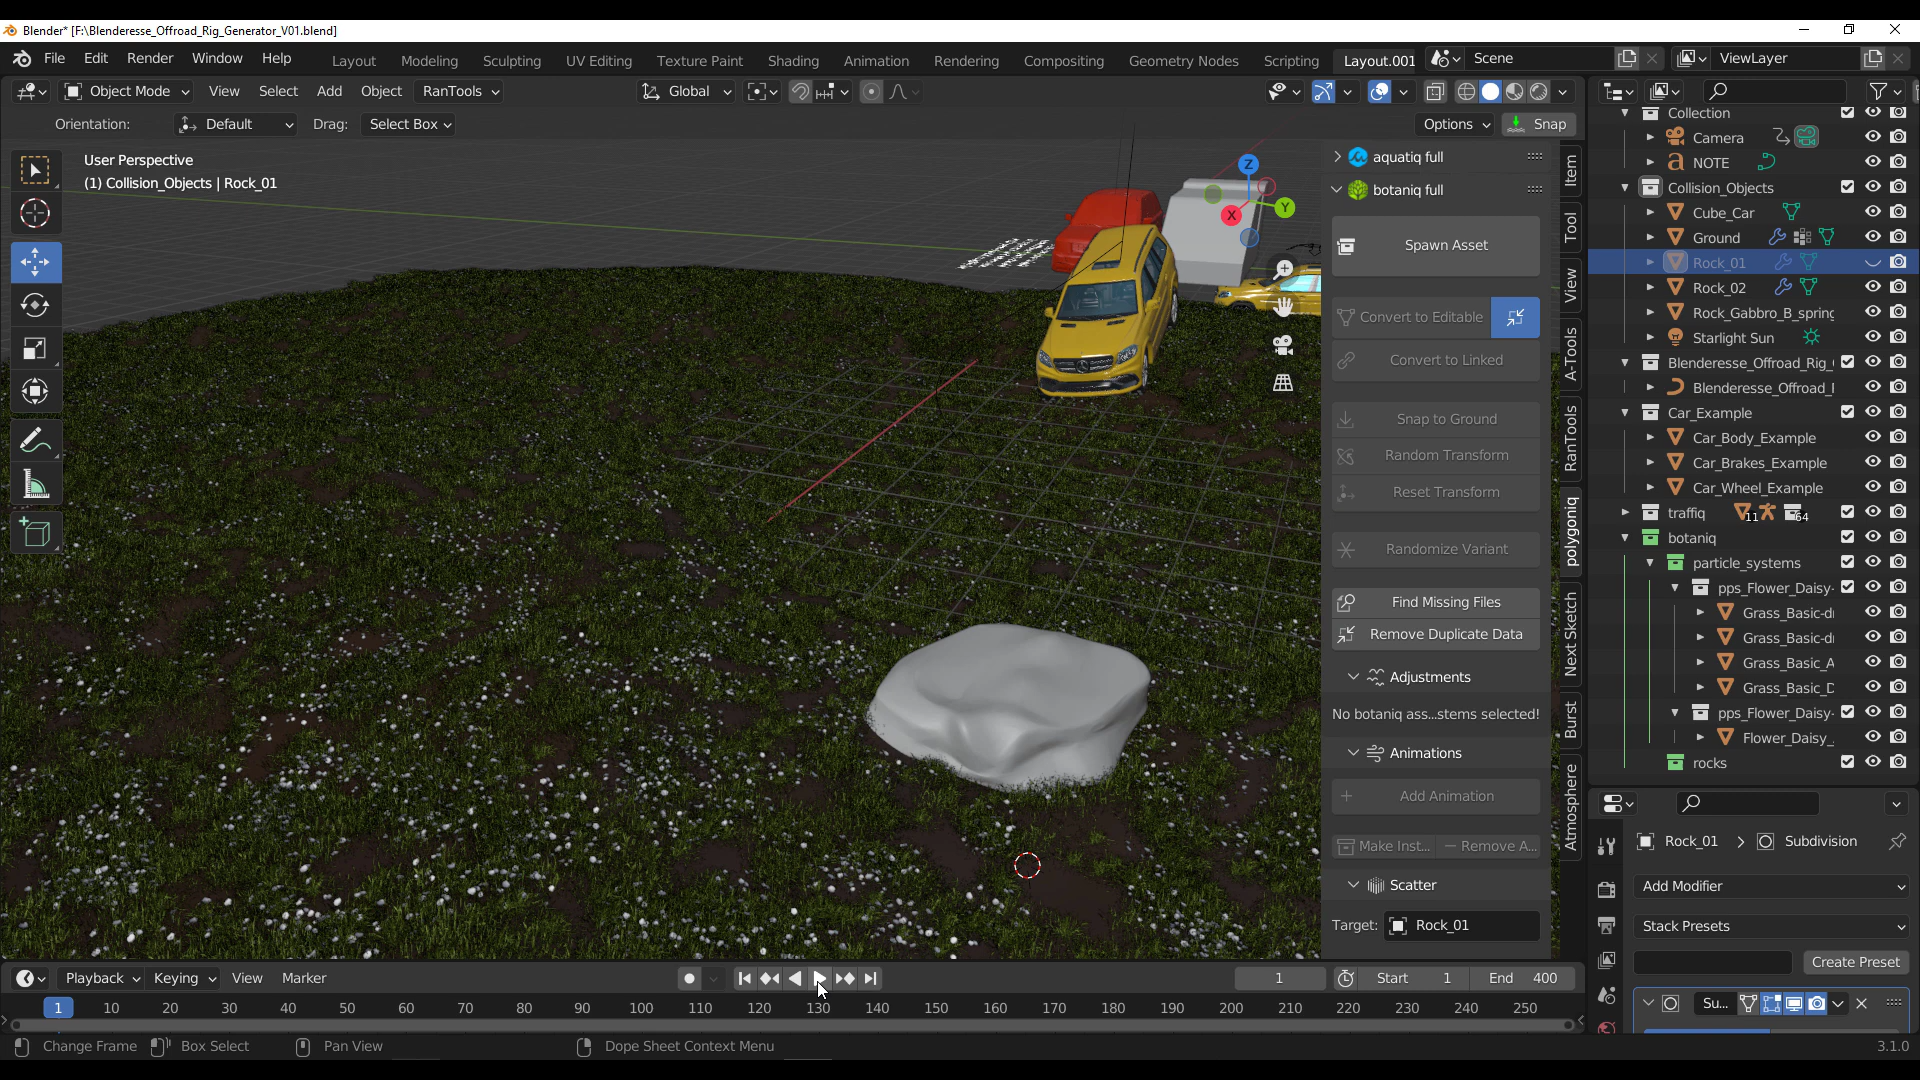 Blender* [F:\Blenderesse_Offroad_Rig_Generator_V01.blend]
File Edit Render Window Help Layout Modeling Sculpting UV Editing Texture Paint Shading Animation Rendering Compositing Geometry Nodes Scripting Layout.001 Scene ViewLayer
Object Mode View Select Add Object RanTools Global
Orientation: Default Drag: Select Box Options Snap
User Perspective
(1) Collision_Objects | Rock_01
Z
Y
X
aquatiq full
botaniq full
Spawn Asset
Convert to Editable
Convert to Linked
Snap to Ground
Random Transform
Reset Transform
Randomize Variant
Find Missing Files
Remove Duplicate Data
Adjustments
No botaniq ass...stems selected!
Animations
Add Animation
Make Inst... Remove A...
Scatter
Target: Rock_01
Item
Tool
View
A-Tools
RanTools
polygoniq
Next Sketch
Burst
Atmosphere
Collection
Camera
NOTE
Collision_Objects
Cube_Car
Ground
Rock_01
Rock_02
Rock_Gabbro_B_spring
Starlight Sun
Blenderesse_Offroad_Rig_
Blenderesse_Offroad_
Car_Example
Car_Body_Example
Car_Brakes_Example
Car_Wheel_Example
traffiq 11 64
botaniq
particle_systems
pps_Flower_Daisy-
Grass_Basic-d
Grass_Basic-d
Grass_Basic_A
Grass_Basic_D
pps_Flower_Daisy-
Flower_Daisy_
rocks
Rock_01 > Subdivision
Add Modifier
Stack Presets
Create Preset
Su...
Playback Keying View Marker 1 Start 1 End 400
1 10 20 30 40 50 60 70 80 90 100 110 120 130 140 150 160 170 180 190 200 210 220 230 240 250
Change Frame Box Select Pan View Dope Sheet Context Menu 3.1.0